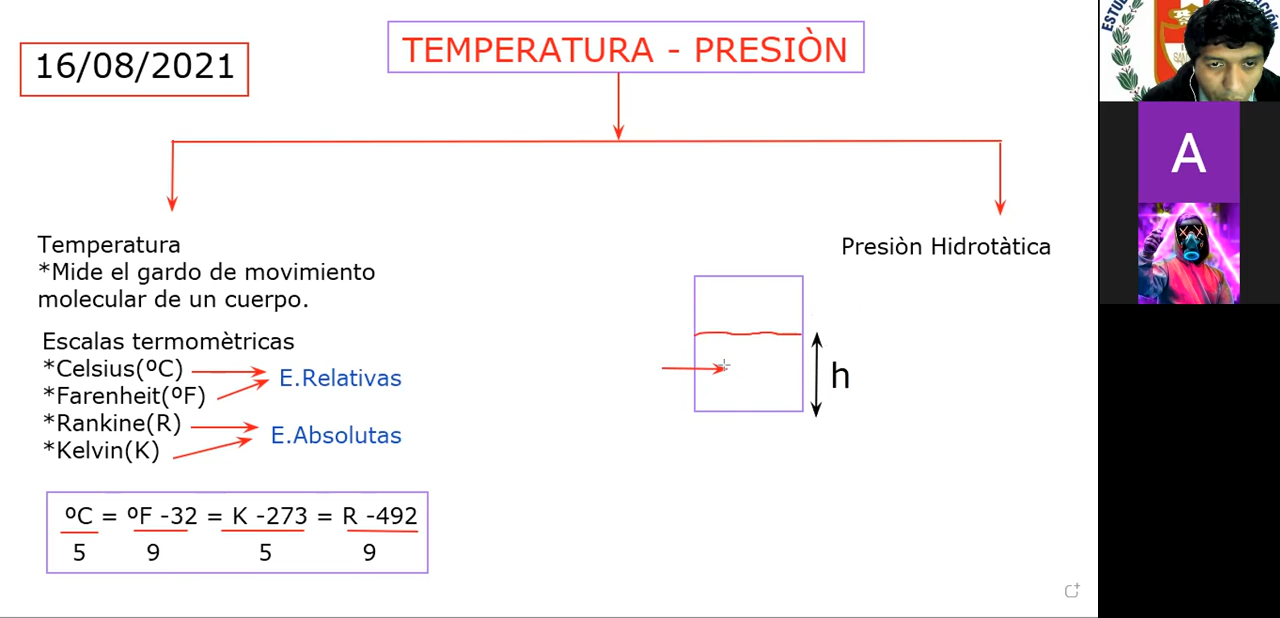 16/08/2021
TEMPERATURA - PRESIÒN
Temperatura
*Mide el gardo de movimiento
molecular de un cuerpo.
Escalas termomètricas
*Celsius(ºC)
*Farenheit(ºF)
E.Relativas
*Rankine(R)
*Kelvin(K)
E.Absolutas
ºC = ºF -32 = K -273 = R -492
5 9 5 9
Presiòn Hidrotàtica
h
A